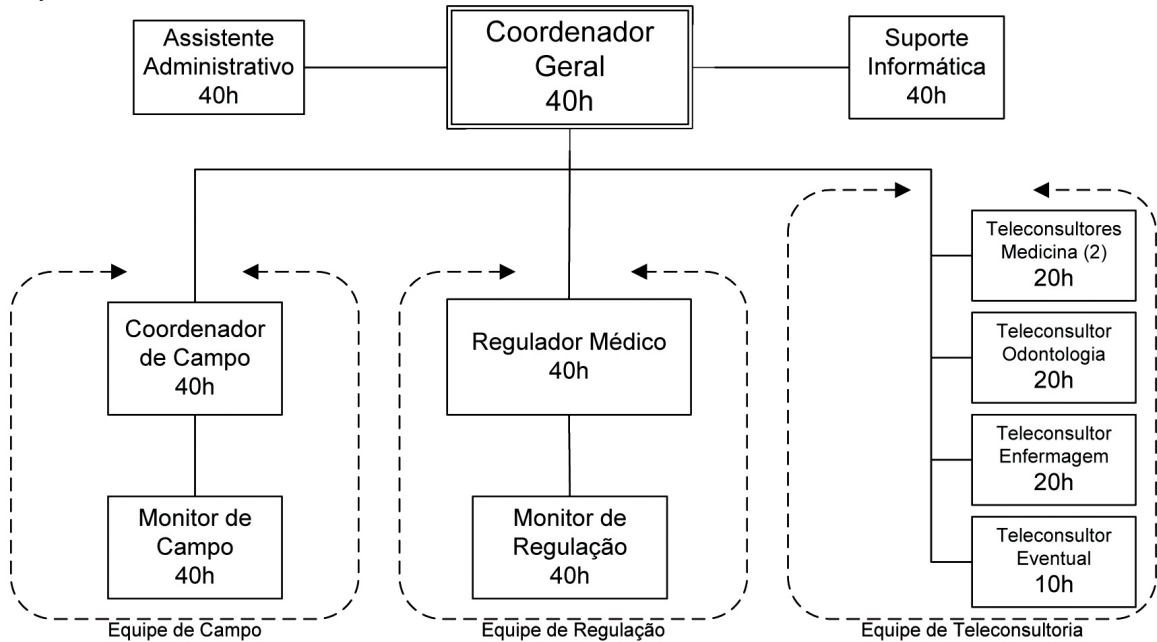 Assistente
Administrativo
40h
Coordenador
Geral
40h
Suporte
Informática
40h
Coordenador
de Campo
40h
Monitor de
Campo
40h
Equipe de Campo
Regulador Médico
40h
Monitor de
Regulação
40h
Equipe de Regulação
Teleconsultores
Medicina (2)
20h
Teleconsultor
Odontologia
20h
Teleconsultor
Enfermagem
20h
Teleconsultor
Eventual
10h
Equipe de Teleconsultoria